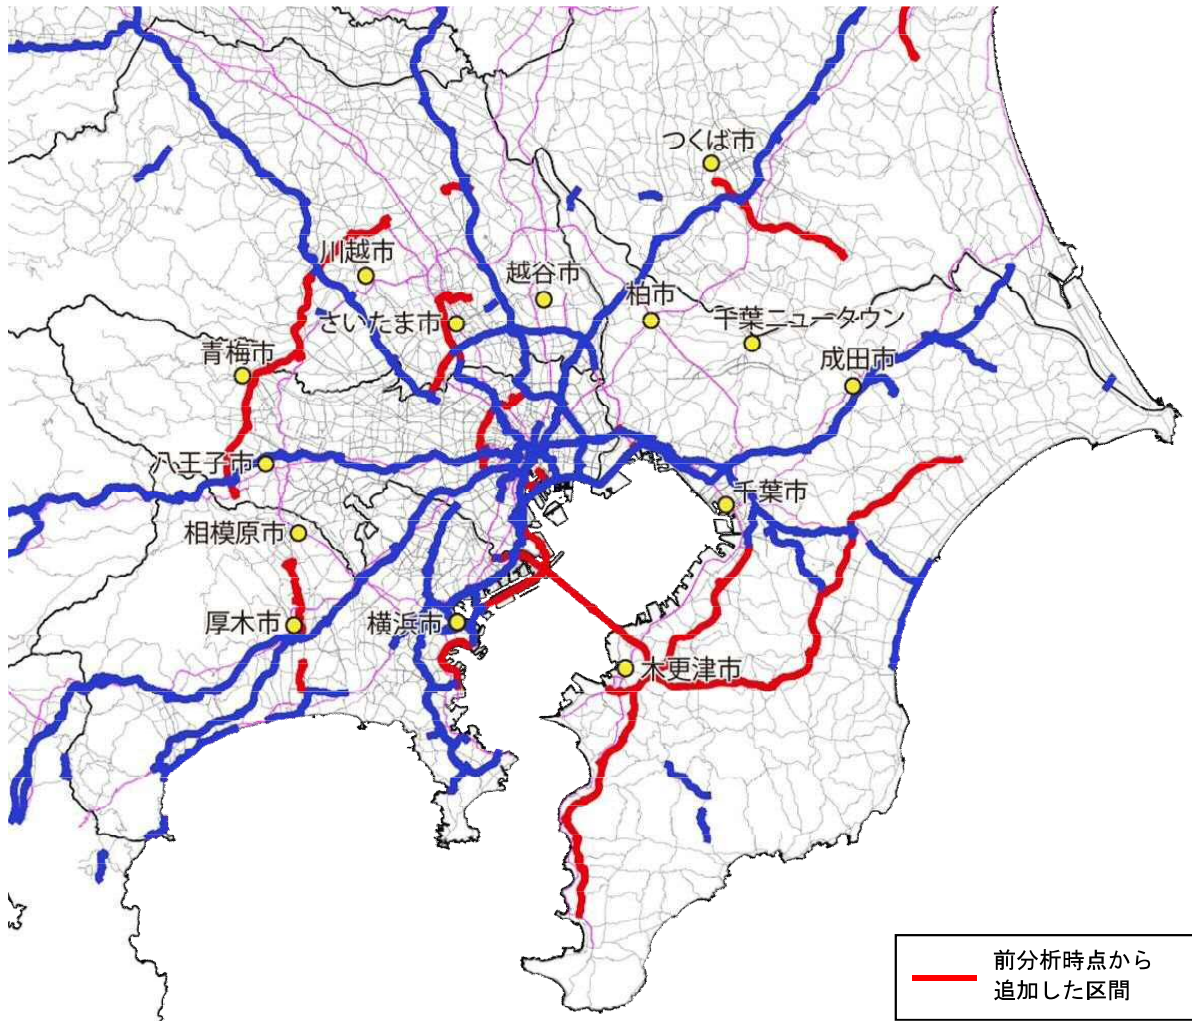 つくば市
川越市
越谷市
柏市
さいたま市
千葉ニュータウン
青梅市
成田市
八王子市
千葉市
相模原市
厚木市
横浜市
木更津市
前分析時点から
追加した区間